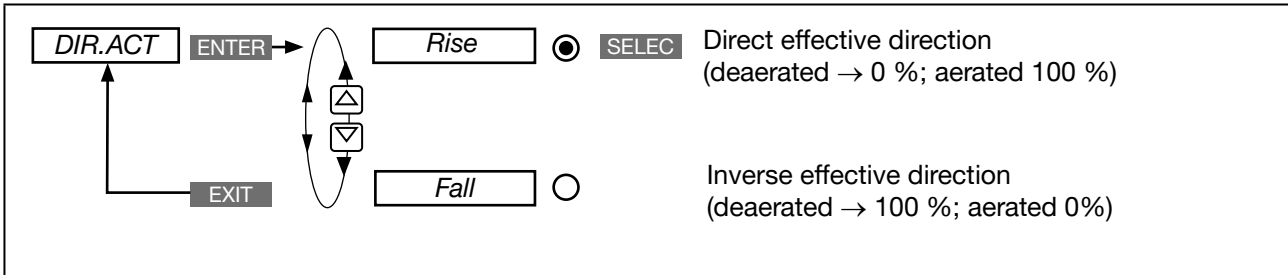 DIR.ACT ENTER Rise SELEC Direct effective direction
(deaerated → 0 %; aerated 100 %)
EXIT Fall Inverse effective direction
(deaerated → 100 %; aerated 0%)